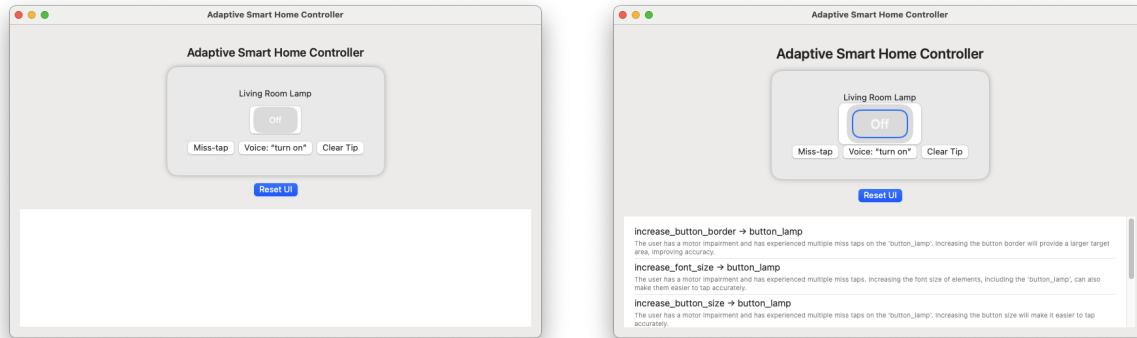 Adaptive Smart Home Controller
Adaptive Smart Home Controller
Living Room Lamp
Off
Miss-tap Voice: “turn on” Clear Tip
Reset UI
Adaptive Smart Home Controller
Adaptive Smart Home Controller
Living Room Lamp
Off
Miss-tap Voice: “turn on” Clear Tip
Reset UI
increase_button_border → button_lamp
The user has a motor impairment and has experienced multiple miss taps on the 'button_lamp'. Increasing the button border will provide a larger target
area, improving accuracy.
increase_font_size → button_lamp
The user has a motor impairment and has experienced multiple miss taps. Increasing the font size of elements, including the 'button_lamp', can also
make them easier to tap accurately.
increase_button_size → button_lamp
The user has a motor impairment and has experienced multiple miss taps on the 'button_lamp'. Increasing the button size will make it easier to tap
accurately.